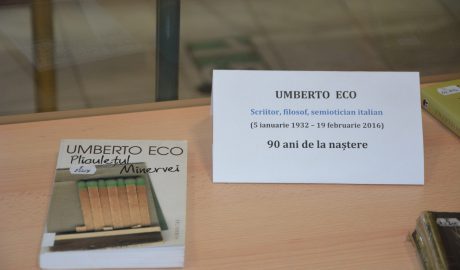 UMBERTO ECO
Scriitor, filosof, semiotician italian
(5 ianuarie 1932 – 19 februarie 2016)
90 ani de la naștere
UMBERTO ECO
Pliculețul
Minervei